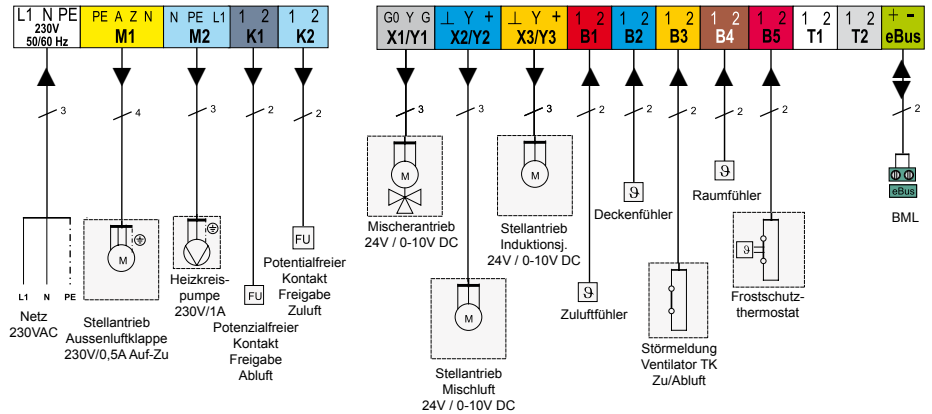 L1 N PE
230V
50/60 Hz
PE A Z N
M1
N PE L1
M2
1 2
K1
1 2
K2
G0 Y G
X1/Y1
⊥ Y +
X2/Y2
⊥ Y +
X3/Y3
1 2
B1
1 2
B2
1 2
B3
1 2
B4
1 2
B5
1 2
T1
1 2
T2
+ -
eBus
3
4
3
2
2
3
3
3
2
2
2
2
2
2
L1 N PE
Netz
230VAC
M
Stellantrieb
Aussenluftklappe
230V/0,5A Auf-Zu
Heizkreis-
pumpe
230V/1A
FU
Potenzialfreier
Kontakt
Freigabe
Abluft
FU
Potentialfreier
Kontakt
Freigabe
Zuluft
M
Mischerantrieb
24V / 0-10V DC
M
Stellantrieb
Mischluft
24V / 0-10V DC
M
Stellantrieb
Induktionsj.
24V / 0-10V DC
ϑ
Zuluftfühler
ϑ
Deckenfühler
Störmeldung
Ventilator TK
Zu/Abluft
ϑ
Raumfühler
ϑ
Frostschutz-
thermostat
eBus
BML